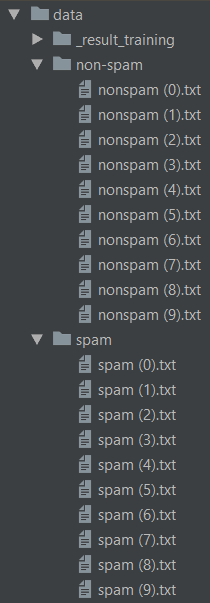 data
_result_training
non-spam
nonspam (0).txt
nonspam (1).txt
nonspam (2).txt
nonspam (3).txt
nonspam (4).txt
nonspam (5).txt
nonspam (6).txt
nonspam (7).txt
nonspam (8).txt
nonspam (9).txt
spam
spam (0).txt
spam (1).txt
spam (2).txt
spam (3).txt
spam (4).txt
spam (5).txt
spam (6).txt
spam (7).txt
spam (8).txt
spam (9).txt